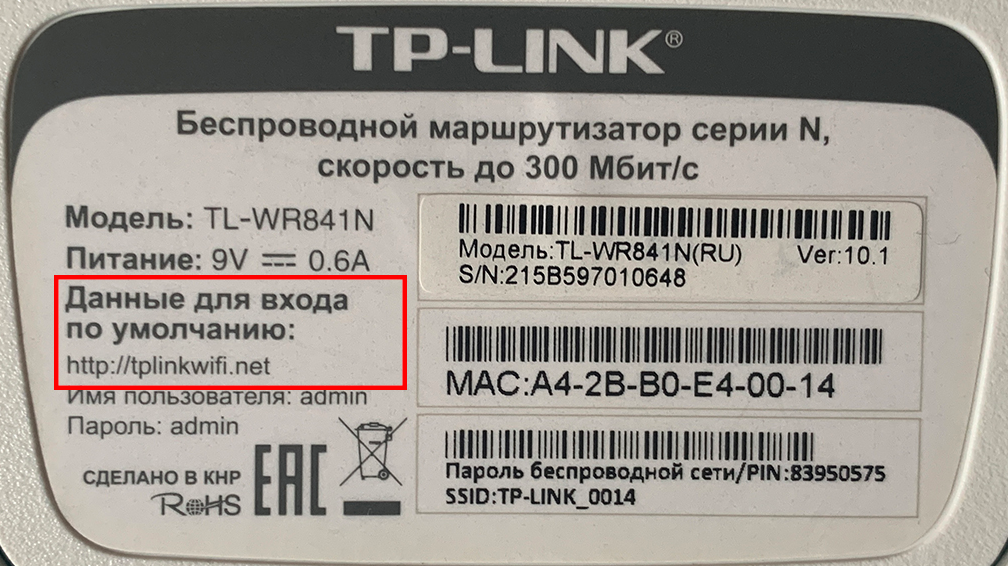 TP-LINK®
Беспроводной маршрутизатор серии N,
скорость до 300 Мбит/с
Модель: TL-WR841N
Питание: 9V 0.6A
Данные для входа
по умолчанию:
http://tplinkwifi.net
Имя пользователя: admin
Пароль: admin
СДЕЛАНО В КНР
RoHS
EAC
Модель:TL-WR841N(RU) Ver:10.1
S/N:215B597010648
MAC:A4-2B-B0-E4-00-14
Пароль беспроводной сети/PIN:83950575
SSID:TP-LINK_0014